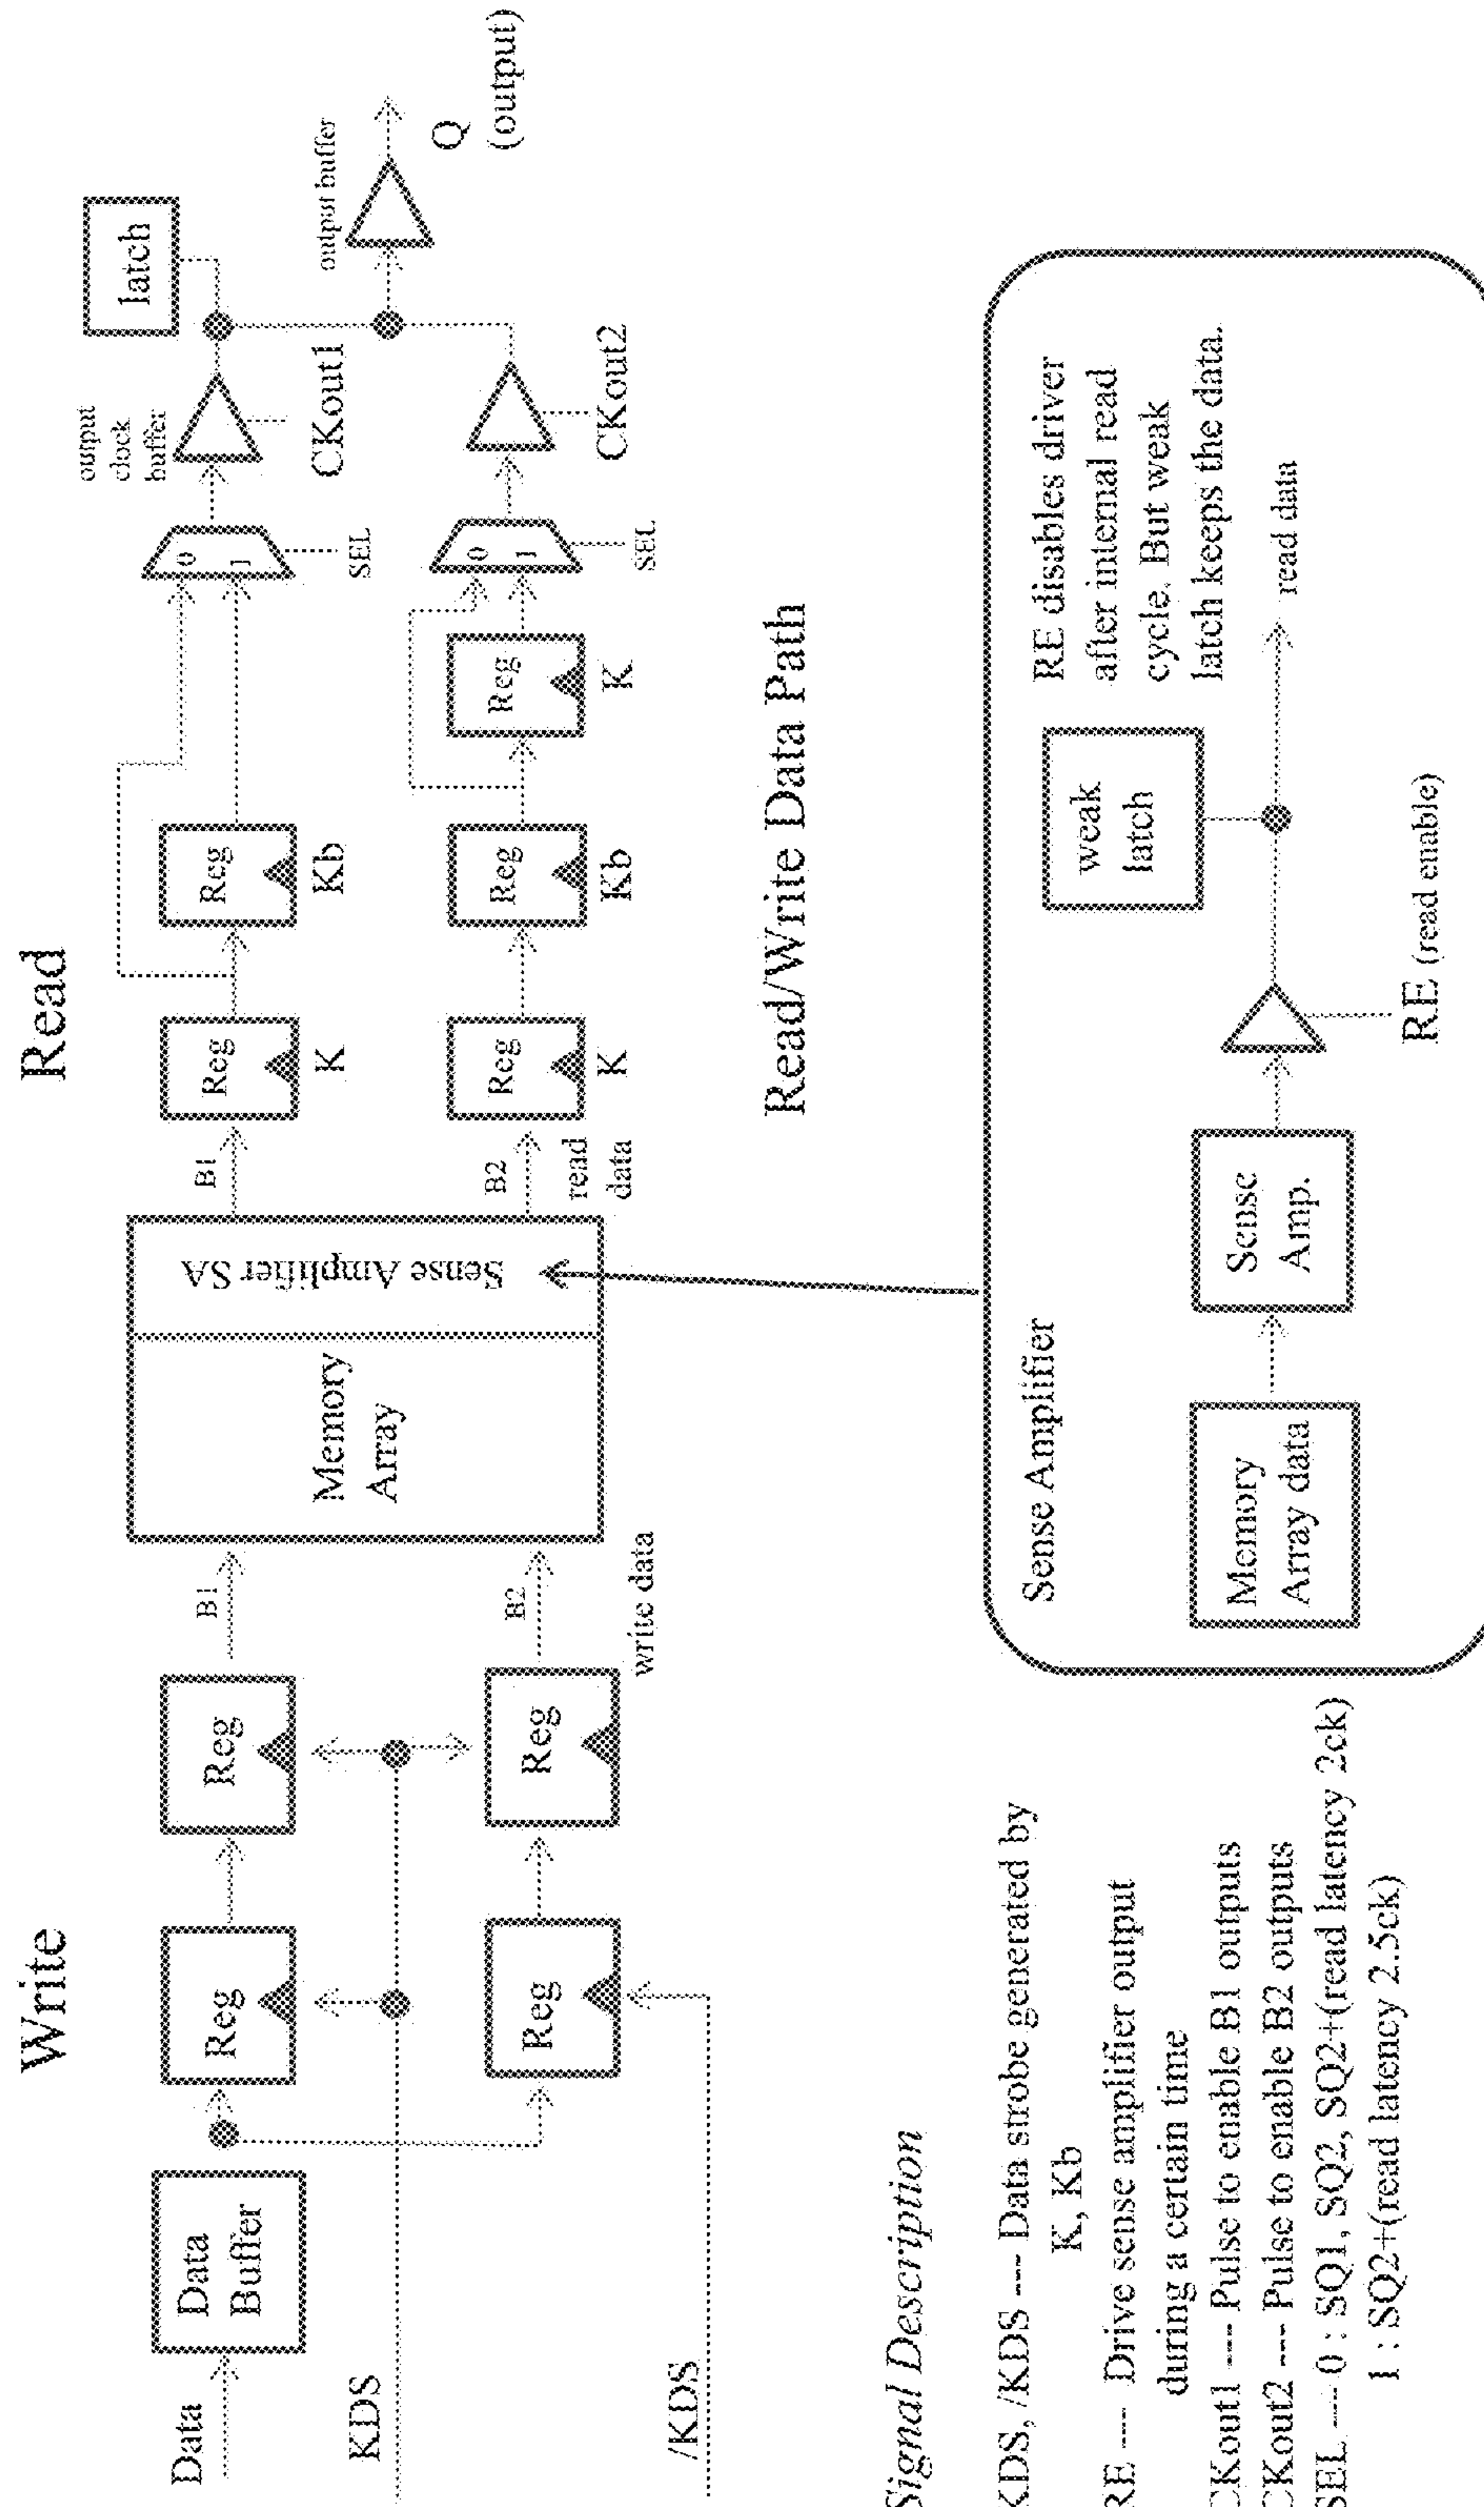 Write
Read
Data
Data
Buffer
KDS
/KDS
Reg
Reg
Reg
Reg
B1
B2
write data
Memory
Array
Sense Amplifier SA
B1
B2
read
data
Reg
K
Reg
Kb
Reg
K
Reg
Kb
Reg
K
0
1
SEL
0
1
SEL
output
clock
buffer
CKout1
CKout2
latch
output buffer
Q
(output)
Read/Write Data Path
Signal Description
KDS, /KDS --- Data strobe generated by
K, Kb
RE --- Drive sense amplifier output
during a certain time
CKout1 --- Pulse to enable B1 outputs
CKout2 --- Pulse to enable B2 outputs
SEL --- 0 : SQ1, SQ2, SQ2+(read latency 2ck)
1 : SQ2+(read latency 2.5ck)
Sense Amplifier
Memory
Array data
Sense
Amp.
RE (read enable)
weak
latch
read data
RE disables driver
after internal read
cycle. But weak
latch keeps the data.